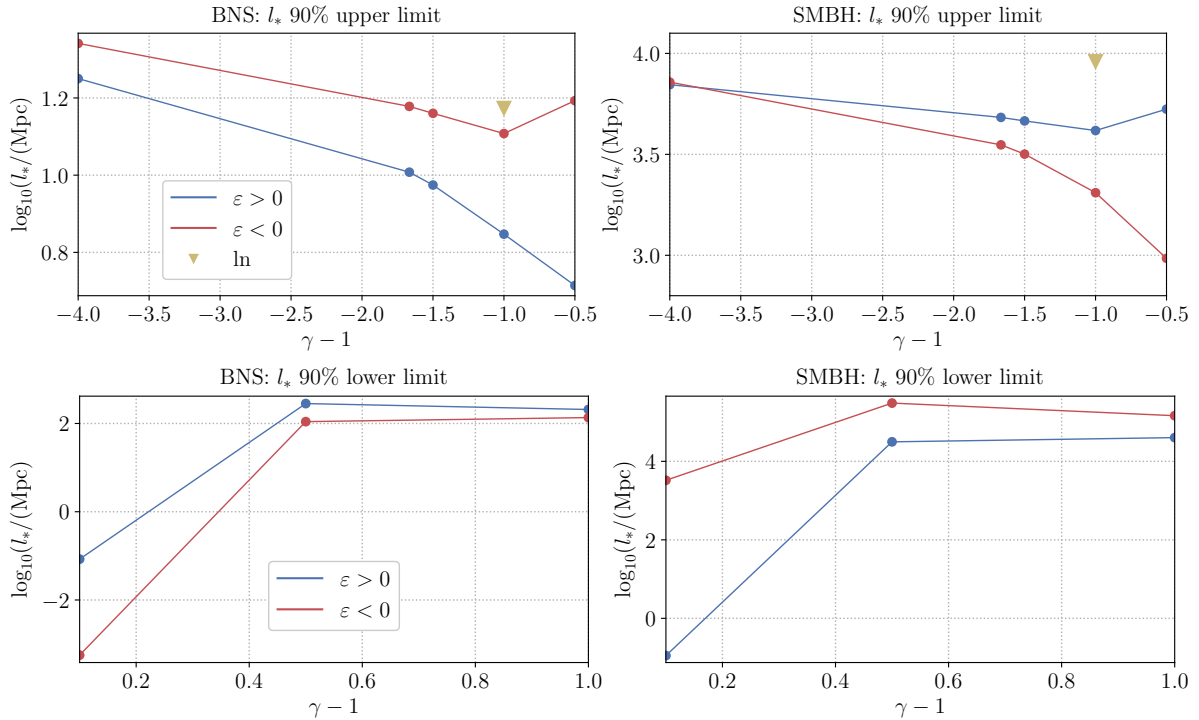 BNS: l∗ 90% upper limit
log10(l∗/(Mpc)
1.2
1.0
0.8
ε > 0
ε < 0
ln
−4.0 −3.5 −3.0 −2.5 −2.0 −1.5 −1.0 −0.5
γ − 1
SMBH: l∗ 90% upper limit
log10(l∗/(Mpc)
4.0
3.5
3.0
−4.0 −3.5 −3.0 −2.5 −2.0 −1.5 −1.0 −0.5
γ − 1
BNS: l∗ 90% lower limit
log10(l∗/(Mpc)
2
0
−2
ε > 0
ε < 0
0.2 0.4 0.6 0.8 1.0
γ − 1
SMBH: l∗ 90% lower limit
log10(l∗/(Mpc)
4
2
0
0.2 0.4 0.6 0.8 1.0
γ − 1